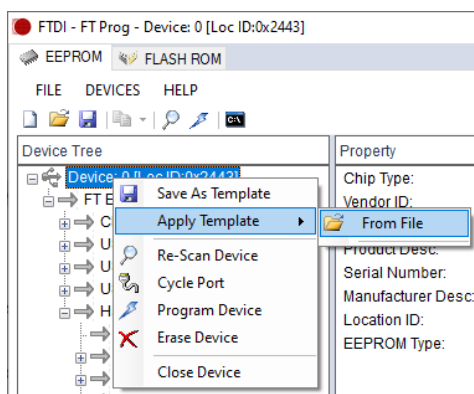 FTDI - FT Prog - Device: 0 [Loc ID:0x2443]
EEPROM FLASH ROM
FILE DEVICES HELP
C:\
Device Tree
Property
Device: 0 [Loc ID:0x2443]
Save As Template
Apply Template
From File
Re-Scan Device
Cycle Port
Program Device
Erase Device
Close Device
Chip Type:
Vendor ID:
Product Desc:
Serial Number:
Manufacturer Desc:
Location ID:
EEPROM Type:
FT E
C
U
U
U
H